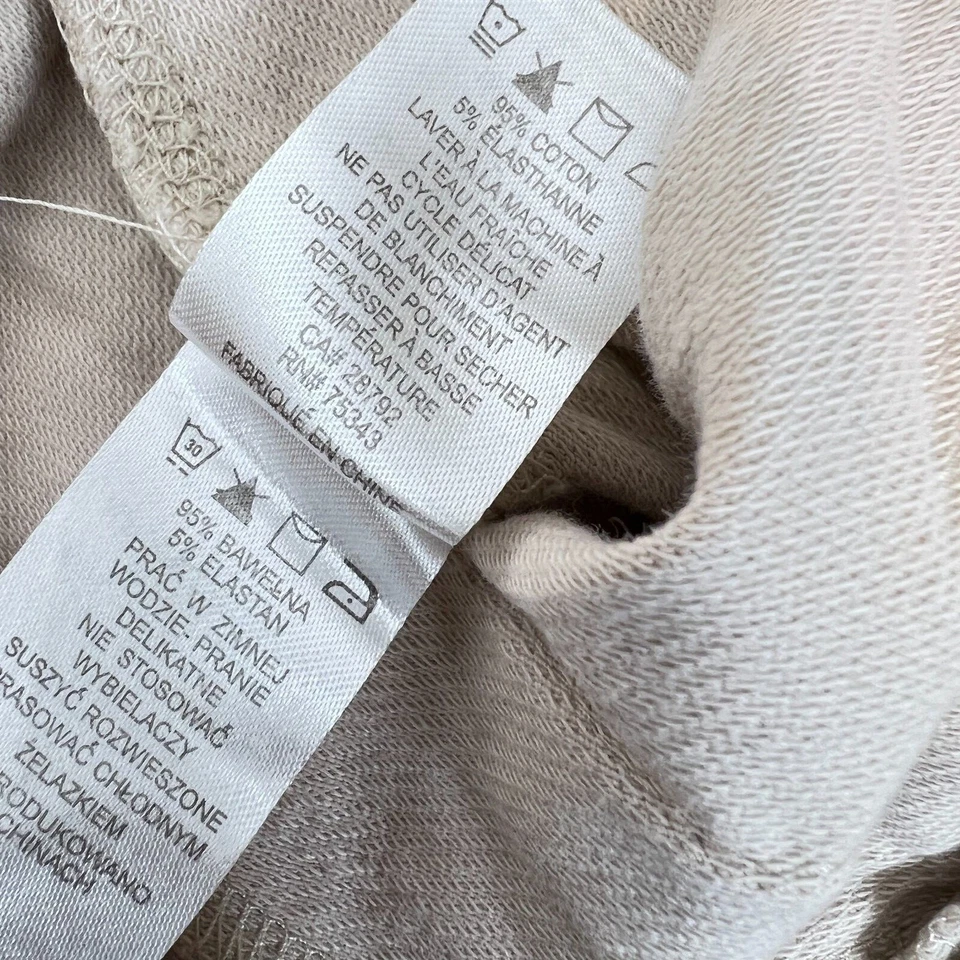 95% COTON
5% ÉLASTHANNE
LAVER À LA MACHINE À
L'EAU FRAÎCHE
CYCLE DÉLICAT
NE PAS UTILISER D'AGENT
DE BLANCHIMENT
SUSPENDRE POUR SECHER
REPASSER À BASSE
TEMPÉRATURE
CA# 28792
RN# 75343
FABRIQUÉ EN CHINE
30
95% BAWEŁNA
5% ELASTAN
PRAĆ W ZIMNEJ
WODZIE- PRANIE
DELIKATNE
NIE STOSOWAĆ
WYBIELACZY
SUSZYĆ ROZWIESZONE
PRASOWAĆ CHŁODNYM
ZELAZKIEM
RODUKOWANO
CHINACH